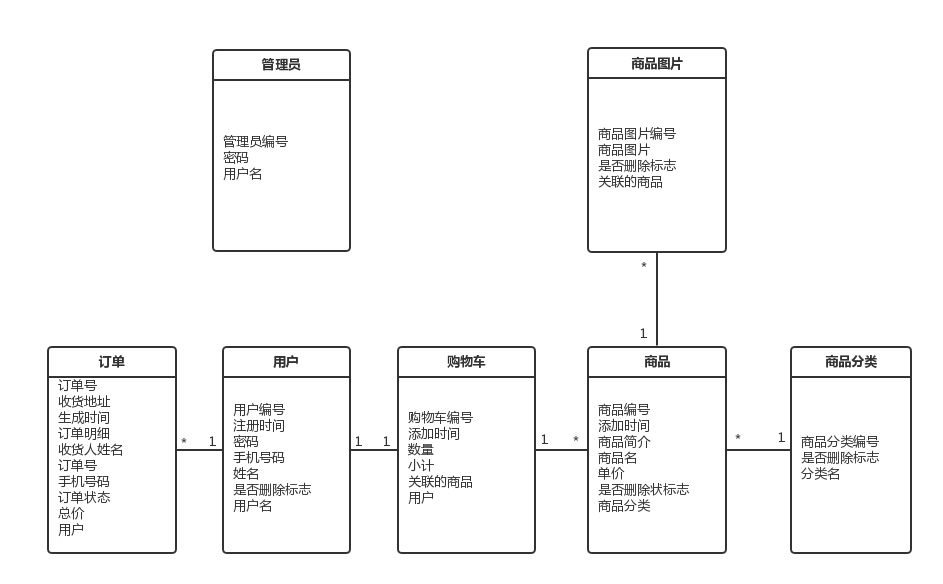 管理员
管理员编号
密码
用户名
商品图片
商品图片编号
商品图片
是否删除标志
关联的商品
*
1
订单
订单号
收货地址
生成时间
订单明细
收货人姓名
订单号
手机号码
订单状态
总价
用户
*
1
用户
用户编号
注册时间
密码
手机号码
姓名
是否删除标志
用户名
1
1
购物车
购物车编号
添加时间
数量
小计
关联的商品
用户
1
*
商品
商品编号
添加时间
商品简介
商品名
单价
是否删除状标志
商品分类
*
1
商品分类
商品分类编号
是否删除标志
分类名